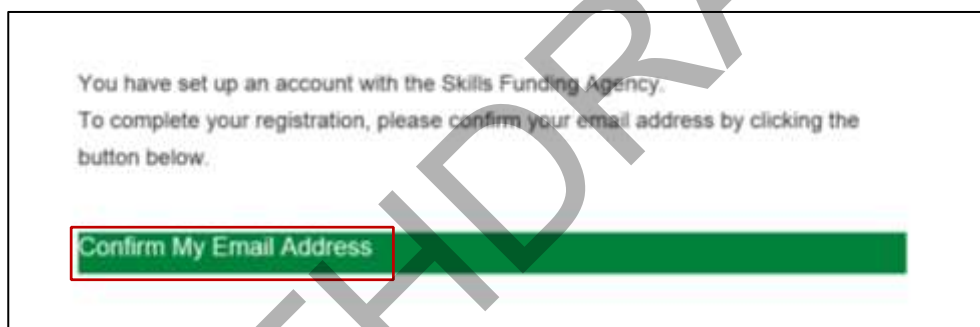 You have set up an account with the Skills Funding Agency.
To complete your registration, please confirm your email address by clicking the
button below.
Confirm My Email Address
THDRA